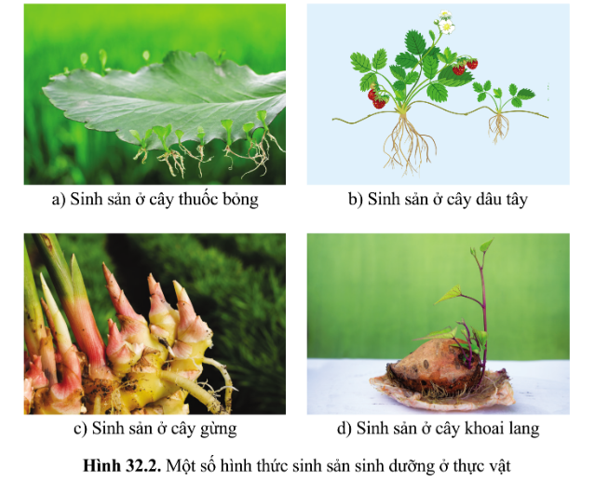 a) Sinh sản ở cây thuốc bỏng
b) Sinh sản ở cây dâu tây
c) Sinh sản ở cây gừng
d) Sinh sản ở cây khoai lang
Hình 32.2. Một số hình thức sinh sản sinh dưỡng ở thực vật